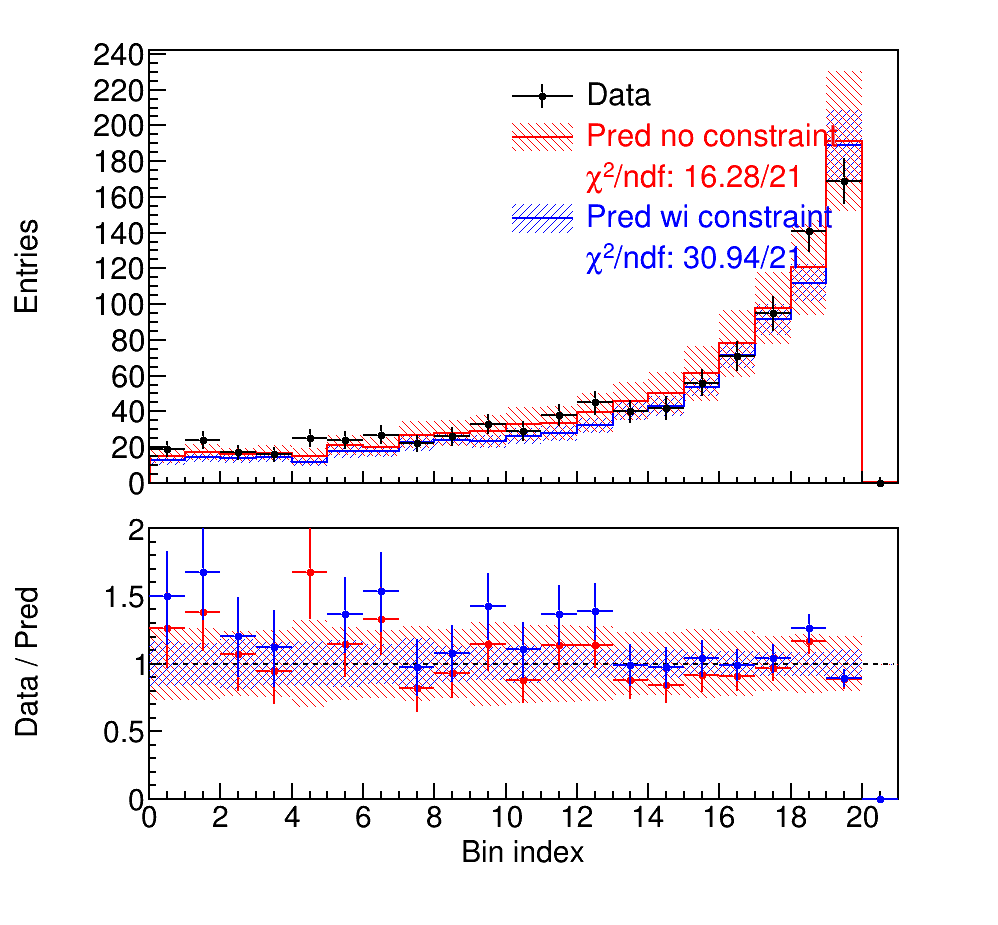 240
220
200
180
160
140
120
100
80
60
40
20
0
Entries
Data
Pred no constraint
χ²/ndf: 16.28/21
Pred wi constraint
χ²/ndf: 30.94/21
2
1.5
1
0.5
0
Data / Pred
0 2 4 6 8 10 12 14 16 18 20
Bin index